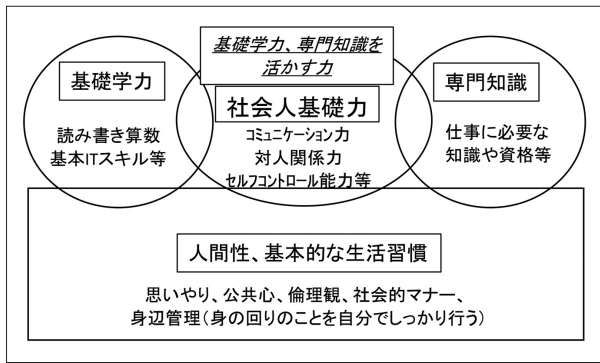 基礎学力、専門知識を
活かす力
基礎学力
読み書き算数
基本ITスキル等
社会人基礎力
コミュニケーション力
対人関係力
セルフコントロール能力等
専門知識
仕事に必要な
知識や資格等
人間性、基本的な生活習慣
思いやり、公共心、倫理観、社会的マナー、
身辺管理(身の回りのことを自分でしっかり行う)